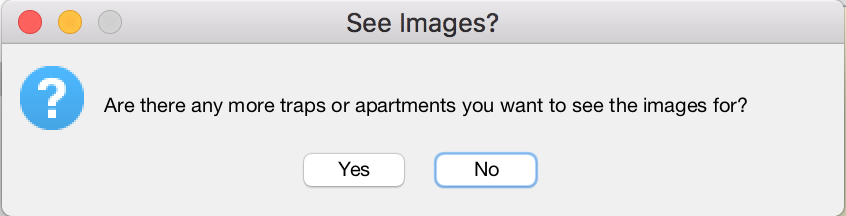 See Images?
?
Are there any more traps or apartments you want to see the images for?
Yes No